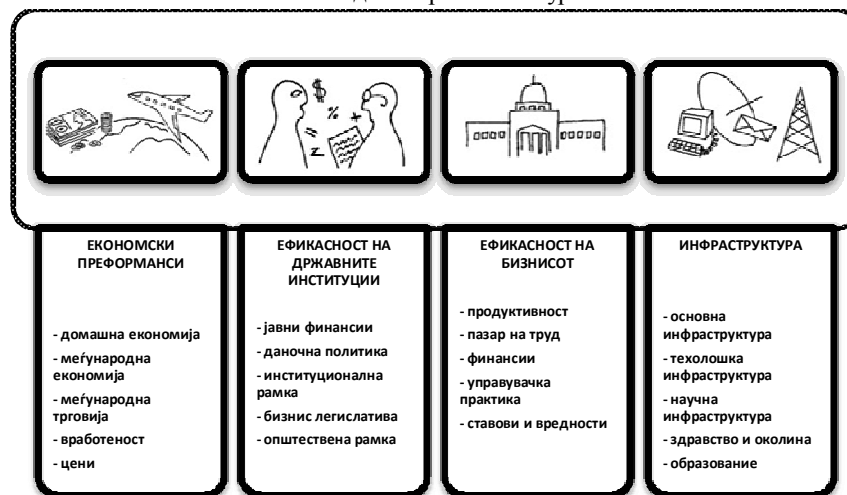 ЕКОНОМСКИ
ПРЕФОРМАНСИ
- домашна економија
- меѓународна
економија
- меѓународна
трговија
- вработеност
- цени
ЕФИКАСНОСТ НА
ДРЖАВНИТЕ
ИНСТИТУЦИИ
- јавни финансии
- даночна политика
- институционална
рамка
- бизнис легислатива
- општествена рамка
ЕФИКАСНОСТ НА
БИЗНИСОТ
- продуктивност
- пазар на труд
- финансии
- управувачка
практика
- ставови и вредности
ИНФРАСТРУКТУРА
- основна
инфраструктура
- техолошка
инфраструктура
- научна
инфраструктура
- здравство и околина
- образование